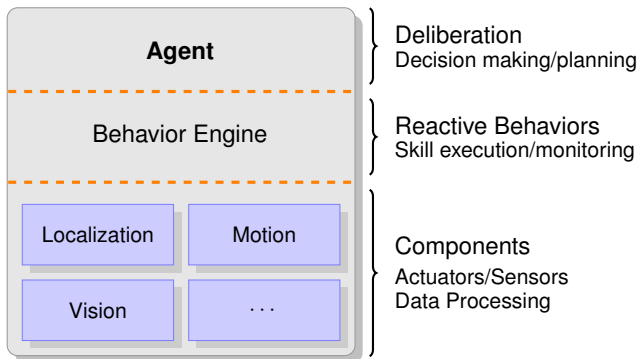 Agent
Deliberation
Decision making/planning
Behavior Engine
Reactive Behaviors
Skill execution/monitoring
Localization
Motion
Vision
...
Components
Actuators/Sensors
Data Processing